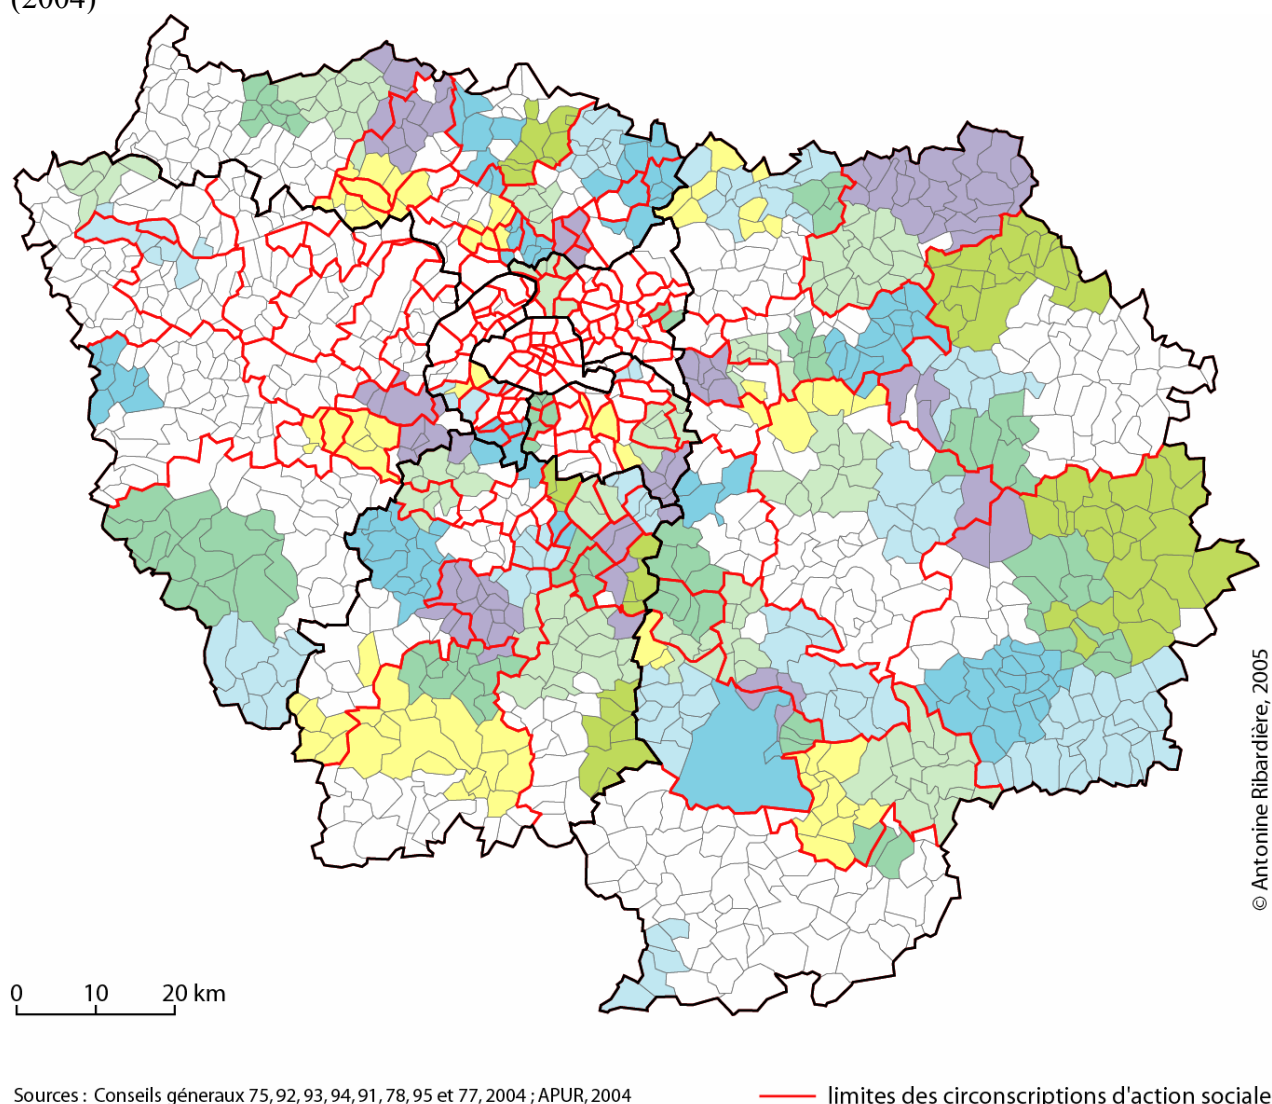 (2004)
© Antonine Ribardière, 2005
0 10 20 km
Sources : Conseils géneraux 75, 92, 93, 94, 91, 78, 95 et 77, 2004 ; APUR, 2004
limites des circonscriptions d'action sociale